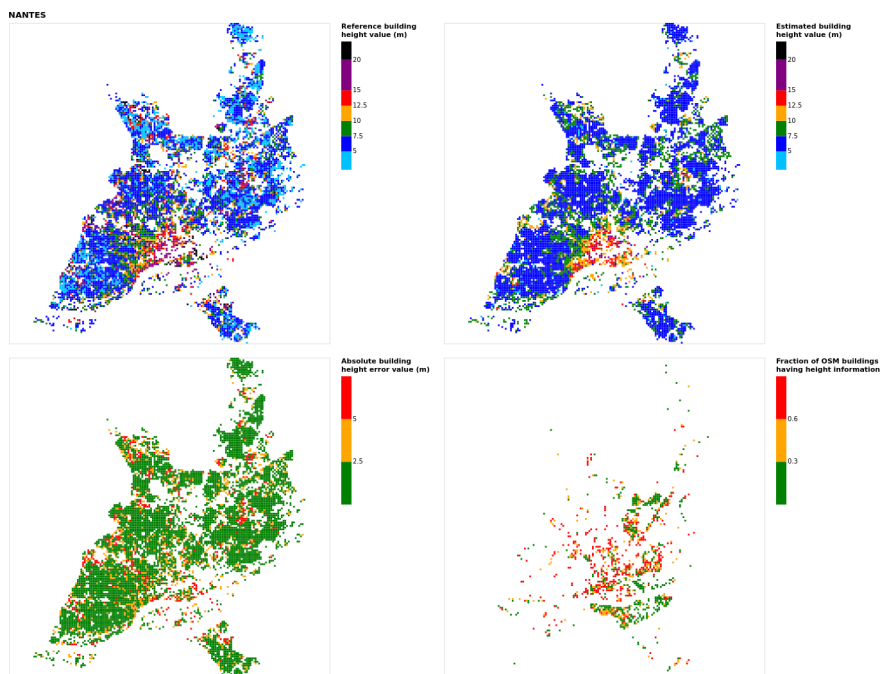 NANTES
Reference building
height value (m)
20
15
12.5
10
7.5
5
Estimated building
height value (m)
20
15
12.5
10
7.5
5
Absolute building
height error value (m)
5
2.5
Fraction of OSM buildings
having height information
0.6
0.3